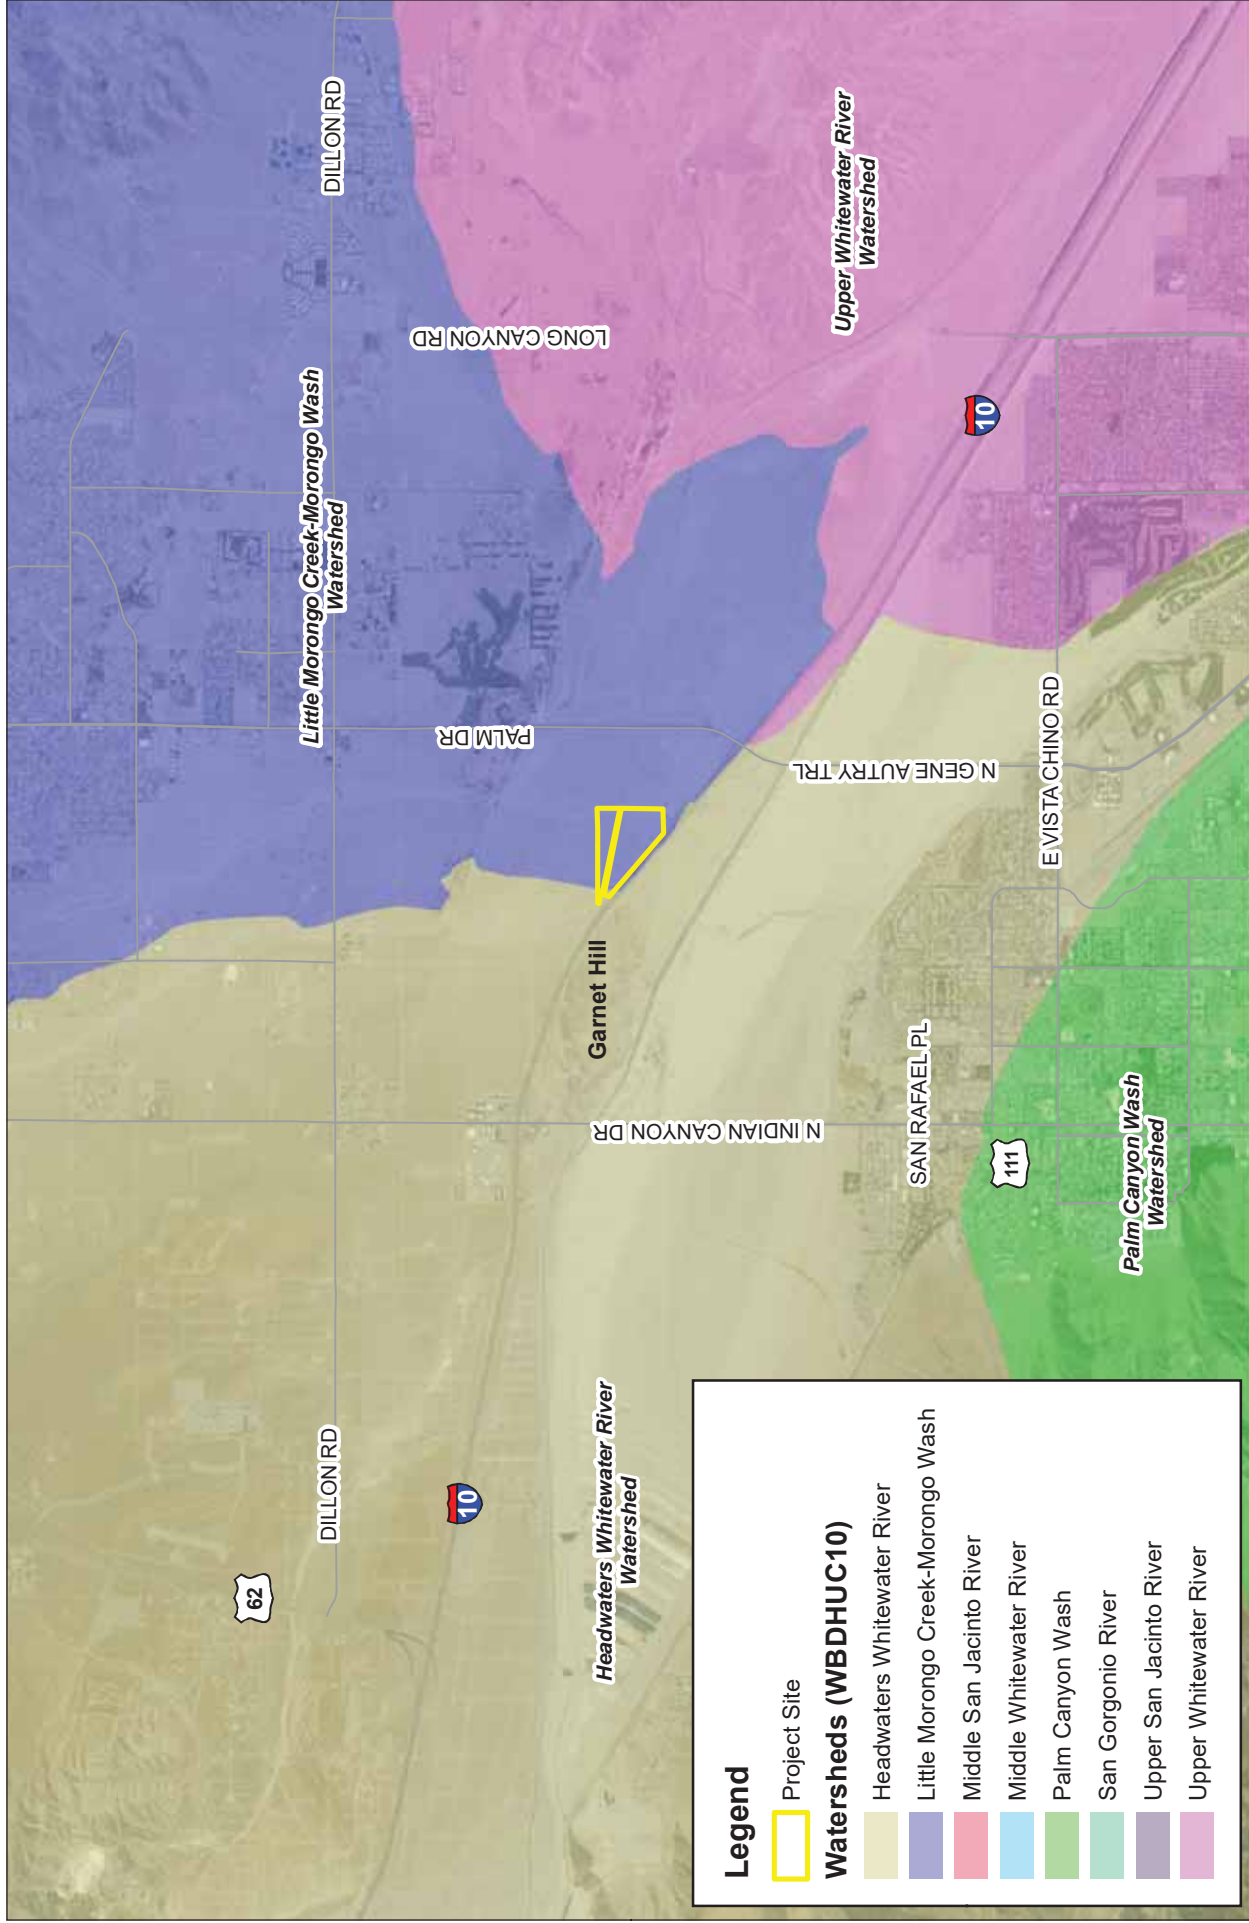 DILLON RD
Little Morongo Creek-Morongo Wash
Watershed
LONG CANYON RD
Upper Whitewater River
Watershed
PALM DR
10
N GENE AUTRY TRL
E VISTA CHINO RD
Garnet Hill
N INDIAN CANYON DR
SAN RAFAEL PL
111
Palm Canyon Wash
Watershed
62
DILLON RD
10
Headwaters Whitewater River
Watershed
Legend
Project Site
Watersheds (WBDHUC10)
Headwaters Whitewater River
Little Morongo Creek-Morongo Wash
Middle San Jacinto River
Middle Whitewater River
Palm Canyon Wash
San Gorgonio River
Upper San Jacinto River
Upper Whitewater River